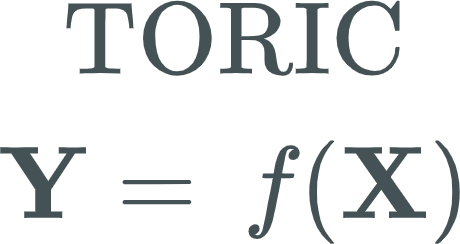 TORIC
Y = f(X)